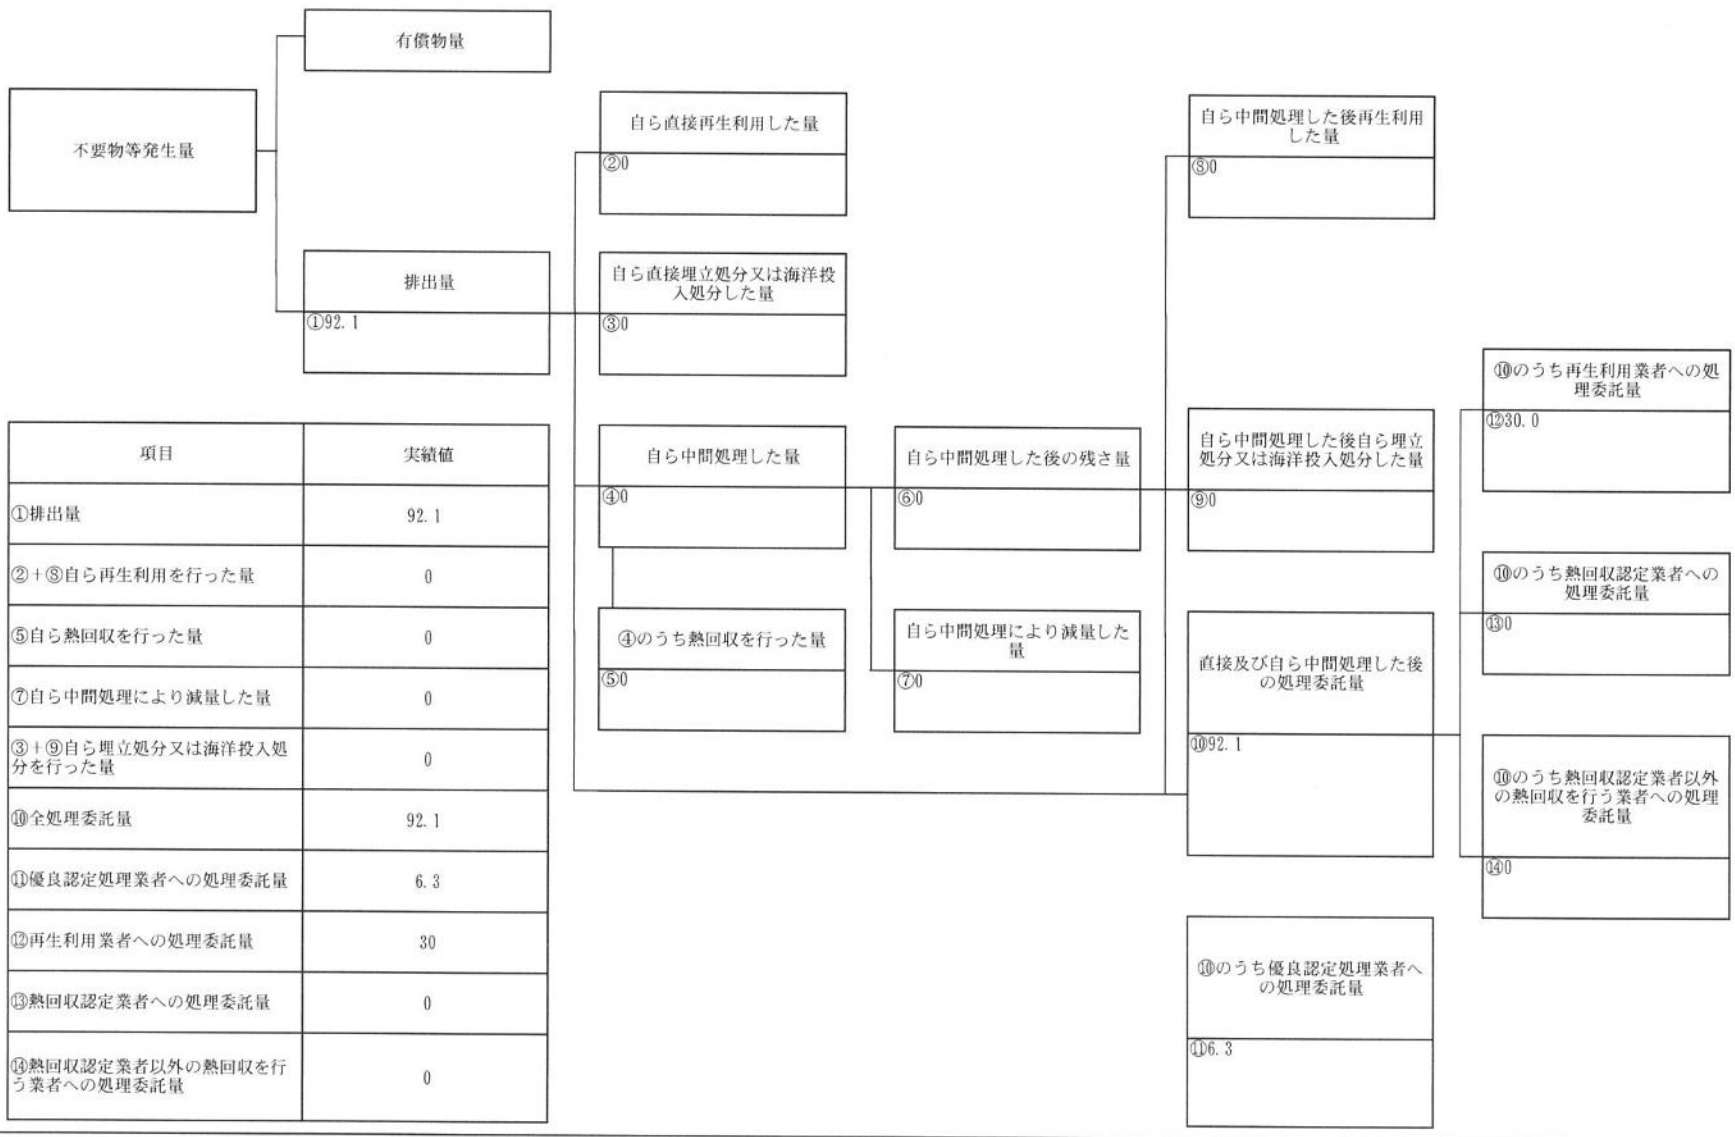 有償物量
不要物等発生量
自ら直接再生利用した量
②0
自ら中間処理した後再生利用
した量
⑧0
排出量
①92.1
自ら直接埋立処分又は海洋投
入処分した量
③0
自ら中間処理した量
④0
自ら中間処理した後の残さ量
⑥0
自ら中間処理した後自ら埋立
処分又は海洋投入処分した量
⑨0
⑩のうち再生利用業者への処
理委託量
⑫30.0
④のうち熱回収を行った量
⑤0
自ら中間処理により減量した
量
⑦0
直接及び自ら中間処理した後
の処理委託量
⑩92.1
⑩のうち熱回収認定業者への
処理委託量
⑬0
⑩のうち熱回収認定業者以外
の熱回収を行う業者への処理
委託量
⑭0
⑩のうち優良認定処理業者へ
の処理委託量
⑪6.3
項目 実績値
①排出量 92.1
②+⑧自ら再生利用を行った量 0
⑤自ら熱回収を行った量 0
⑦自ら中間処理により減量した量 0
③+⑨自ら埋立処分又は海洋投入処
分を行った量 0
⑩全処理委託量 92.1
⑪優良認定処理業者への処理委託量 6.3
⑫再生利用業者への処理委託量 30
⑬熱回収認定業者への処理委託量 0
⑭熱回収認定業者以外の熱回収を行
う業者への処理委託量 0